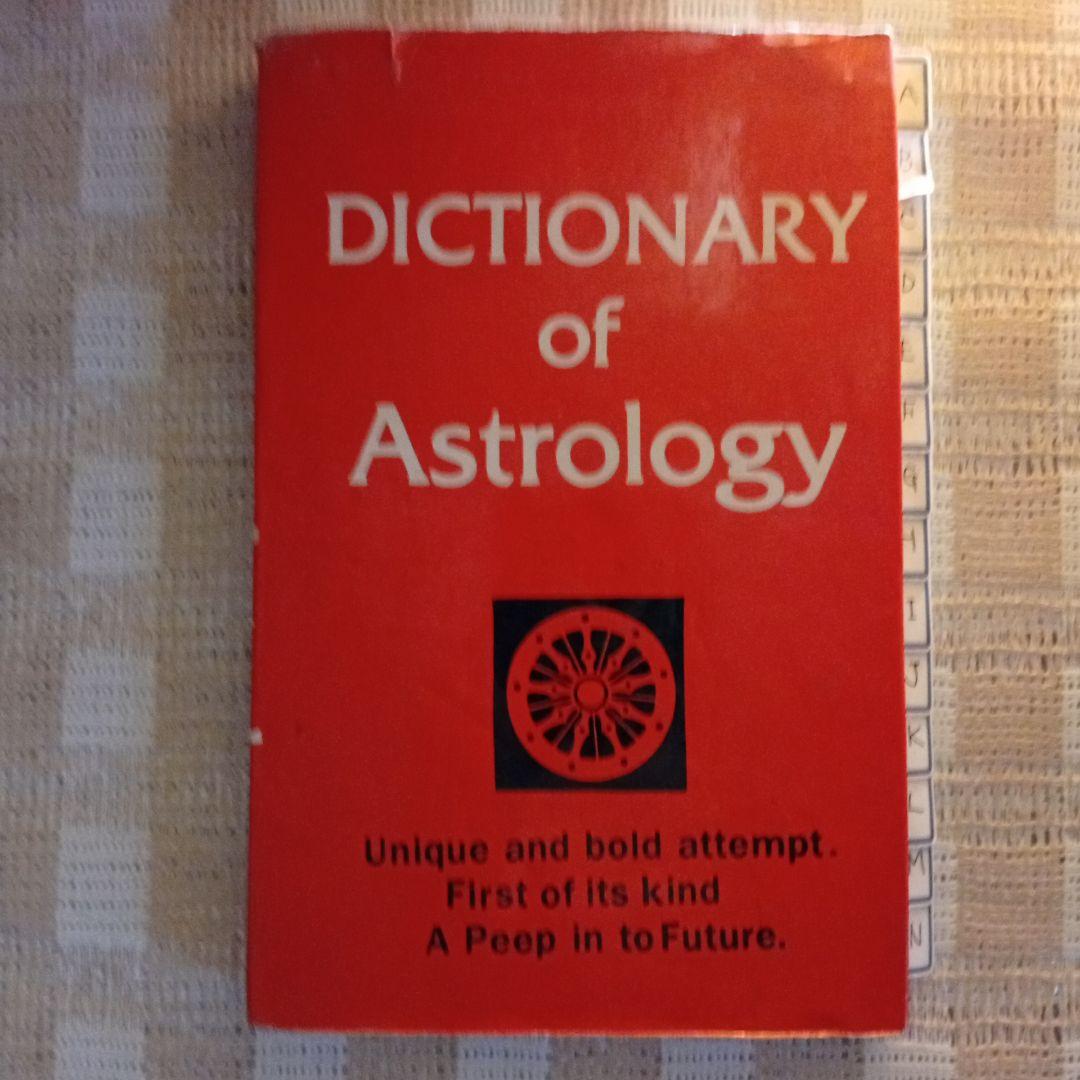 DICTIONARY
of
Astrology
Unique and bold attempt.
First of its kind
A Peep in to Future.
A
B
C
D
F
G
I
J
K
L
M
N